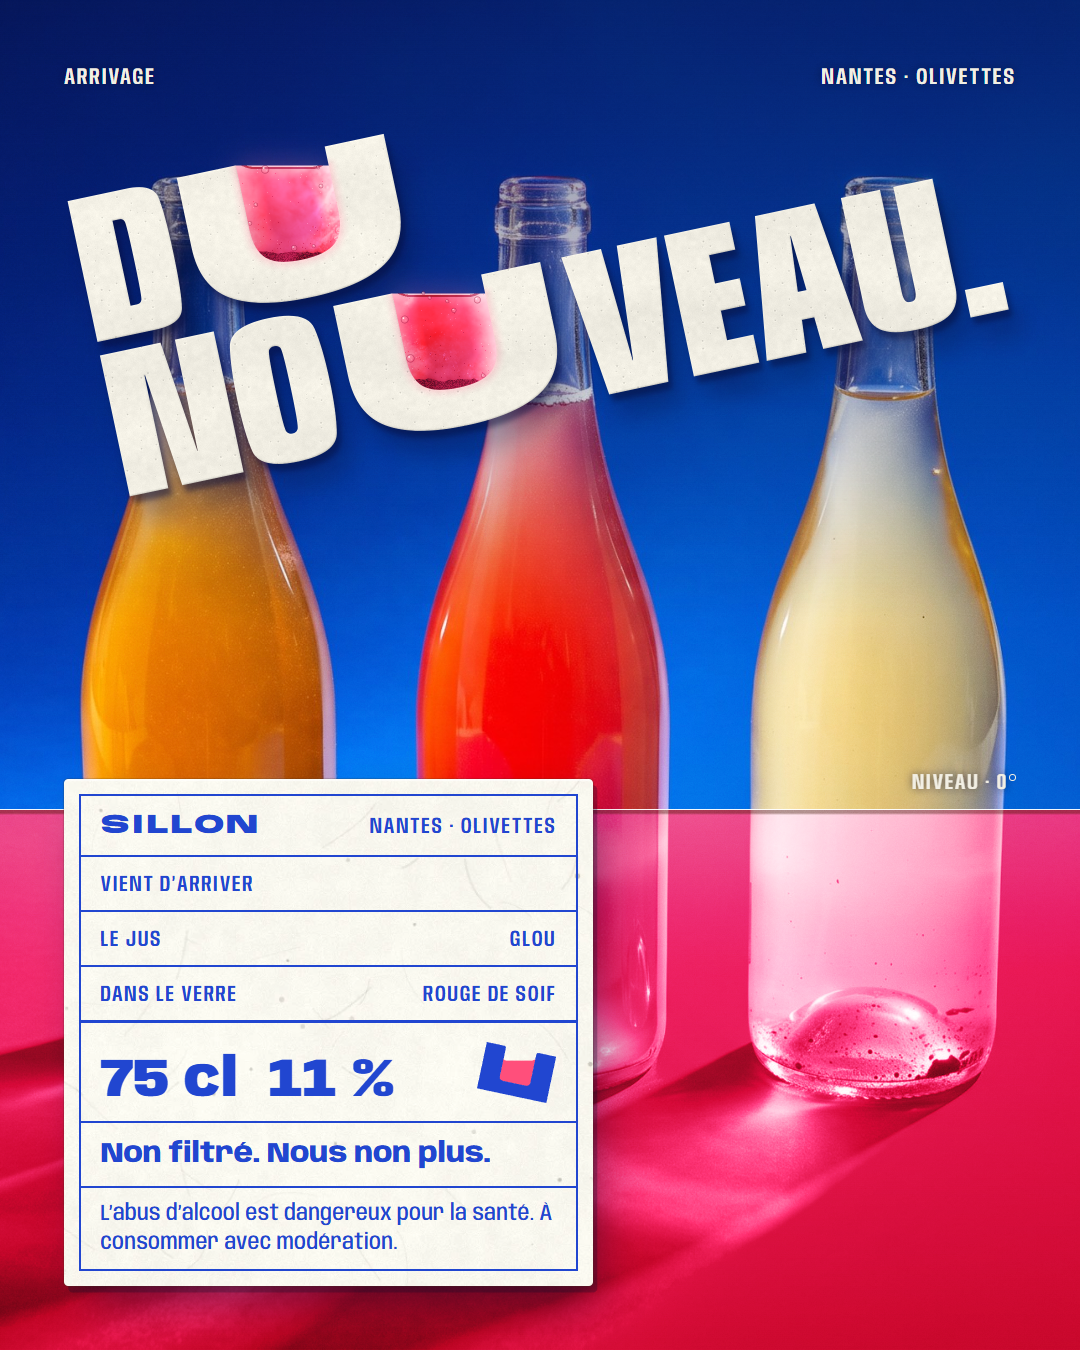 ARRIVAGE
NANTES · OLIVETTES
DU
NOUVEAU.
NIVEAU · 0°
SILLON
NANTES · OLIVETTES
VIENT D'ARRIVER
LE JUS
GLOU
DANS LE VERRE
ROUGE DE SOIF
75 cl 11 %
Non filtré. Nous non plus.
L'abus d'alcool est dangereux pour la santé. À
consommer avec modération.